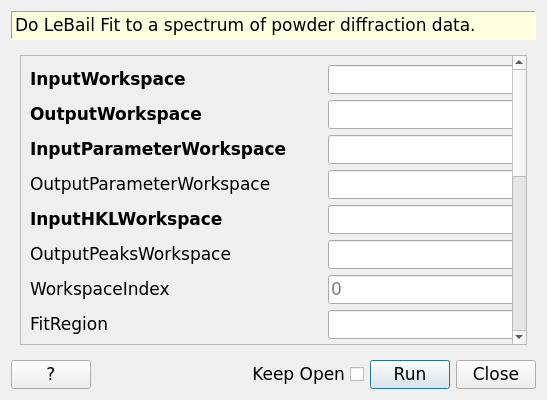 Do LeBail Fit to a spectrum of powder diffraction data.
InputWorkspace
OutputWorkspace
InputParameterWorkspace
OutputParameterWorkspace
InputHKLWorkspace
OutputPeaksWorkspace
WorkspaceIndex 0
FitRegion
? Keep Open Run Close